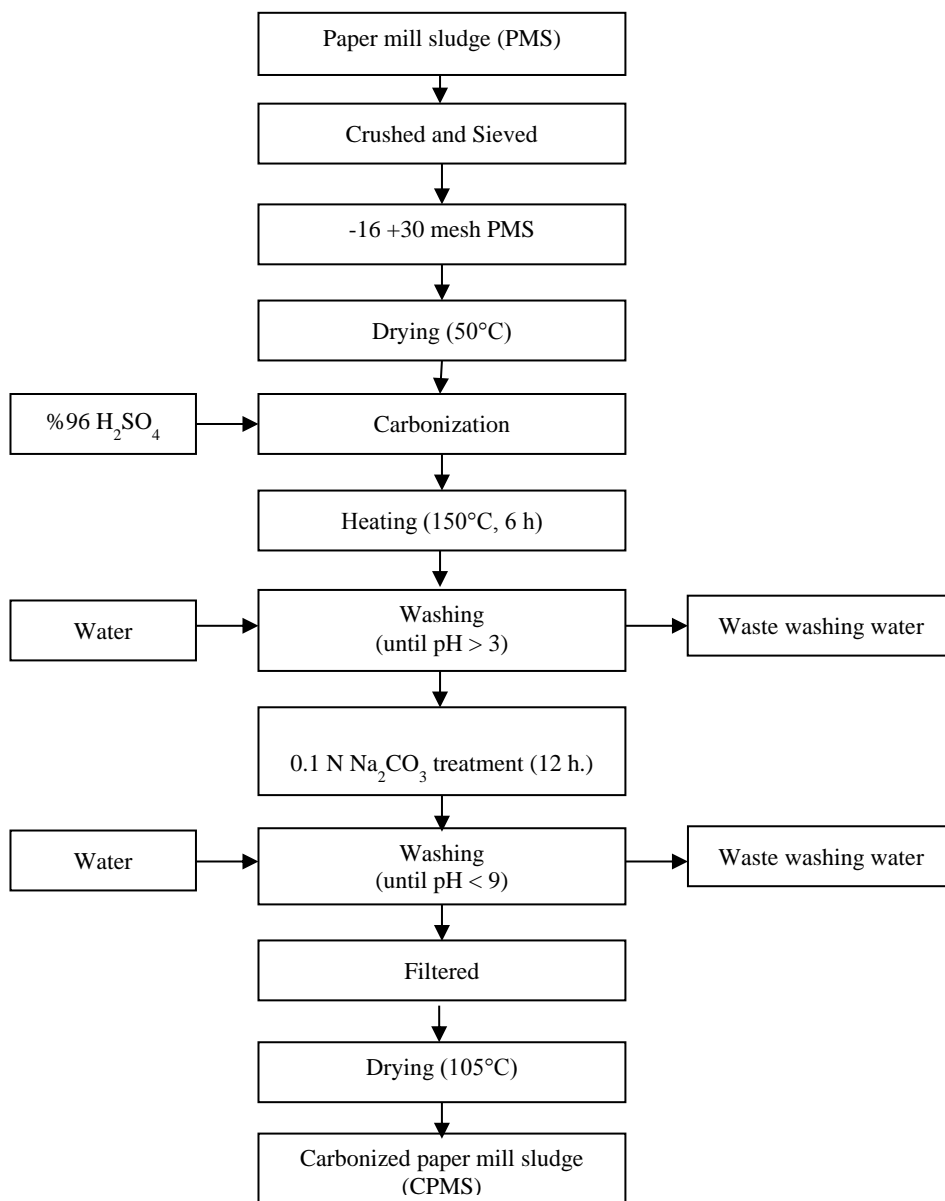 Paper mill sludge (PMS)
Crushed and Sieved
-16 +30 mesh PMS
Drying (50°C)
%96 H₂SO₄
Carbonization
Heating (150°C, 6 h)
Water
Washing
(until pH > 3)
Waste washing water
0.1 N Na₂CO₃ treatment (12 h.)
Water
Washing
(until pH < 9)
Waste washing water
Filtered
Drying (105°C)
Carbonized paper mill sludge
(CPMS)